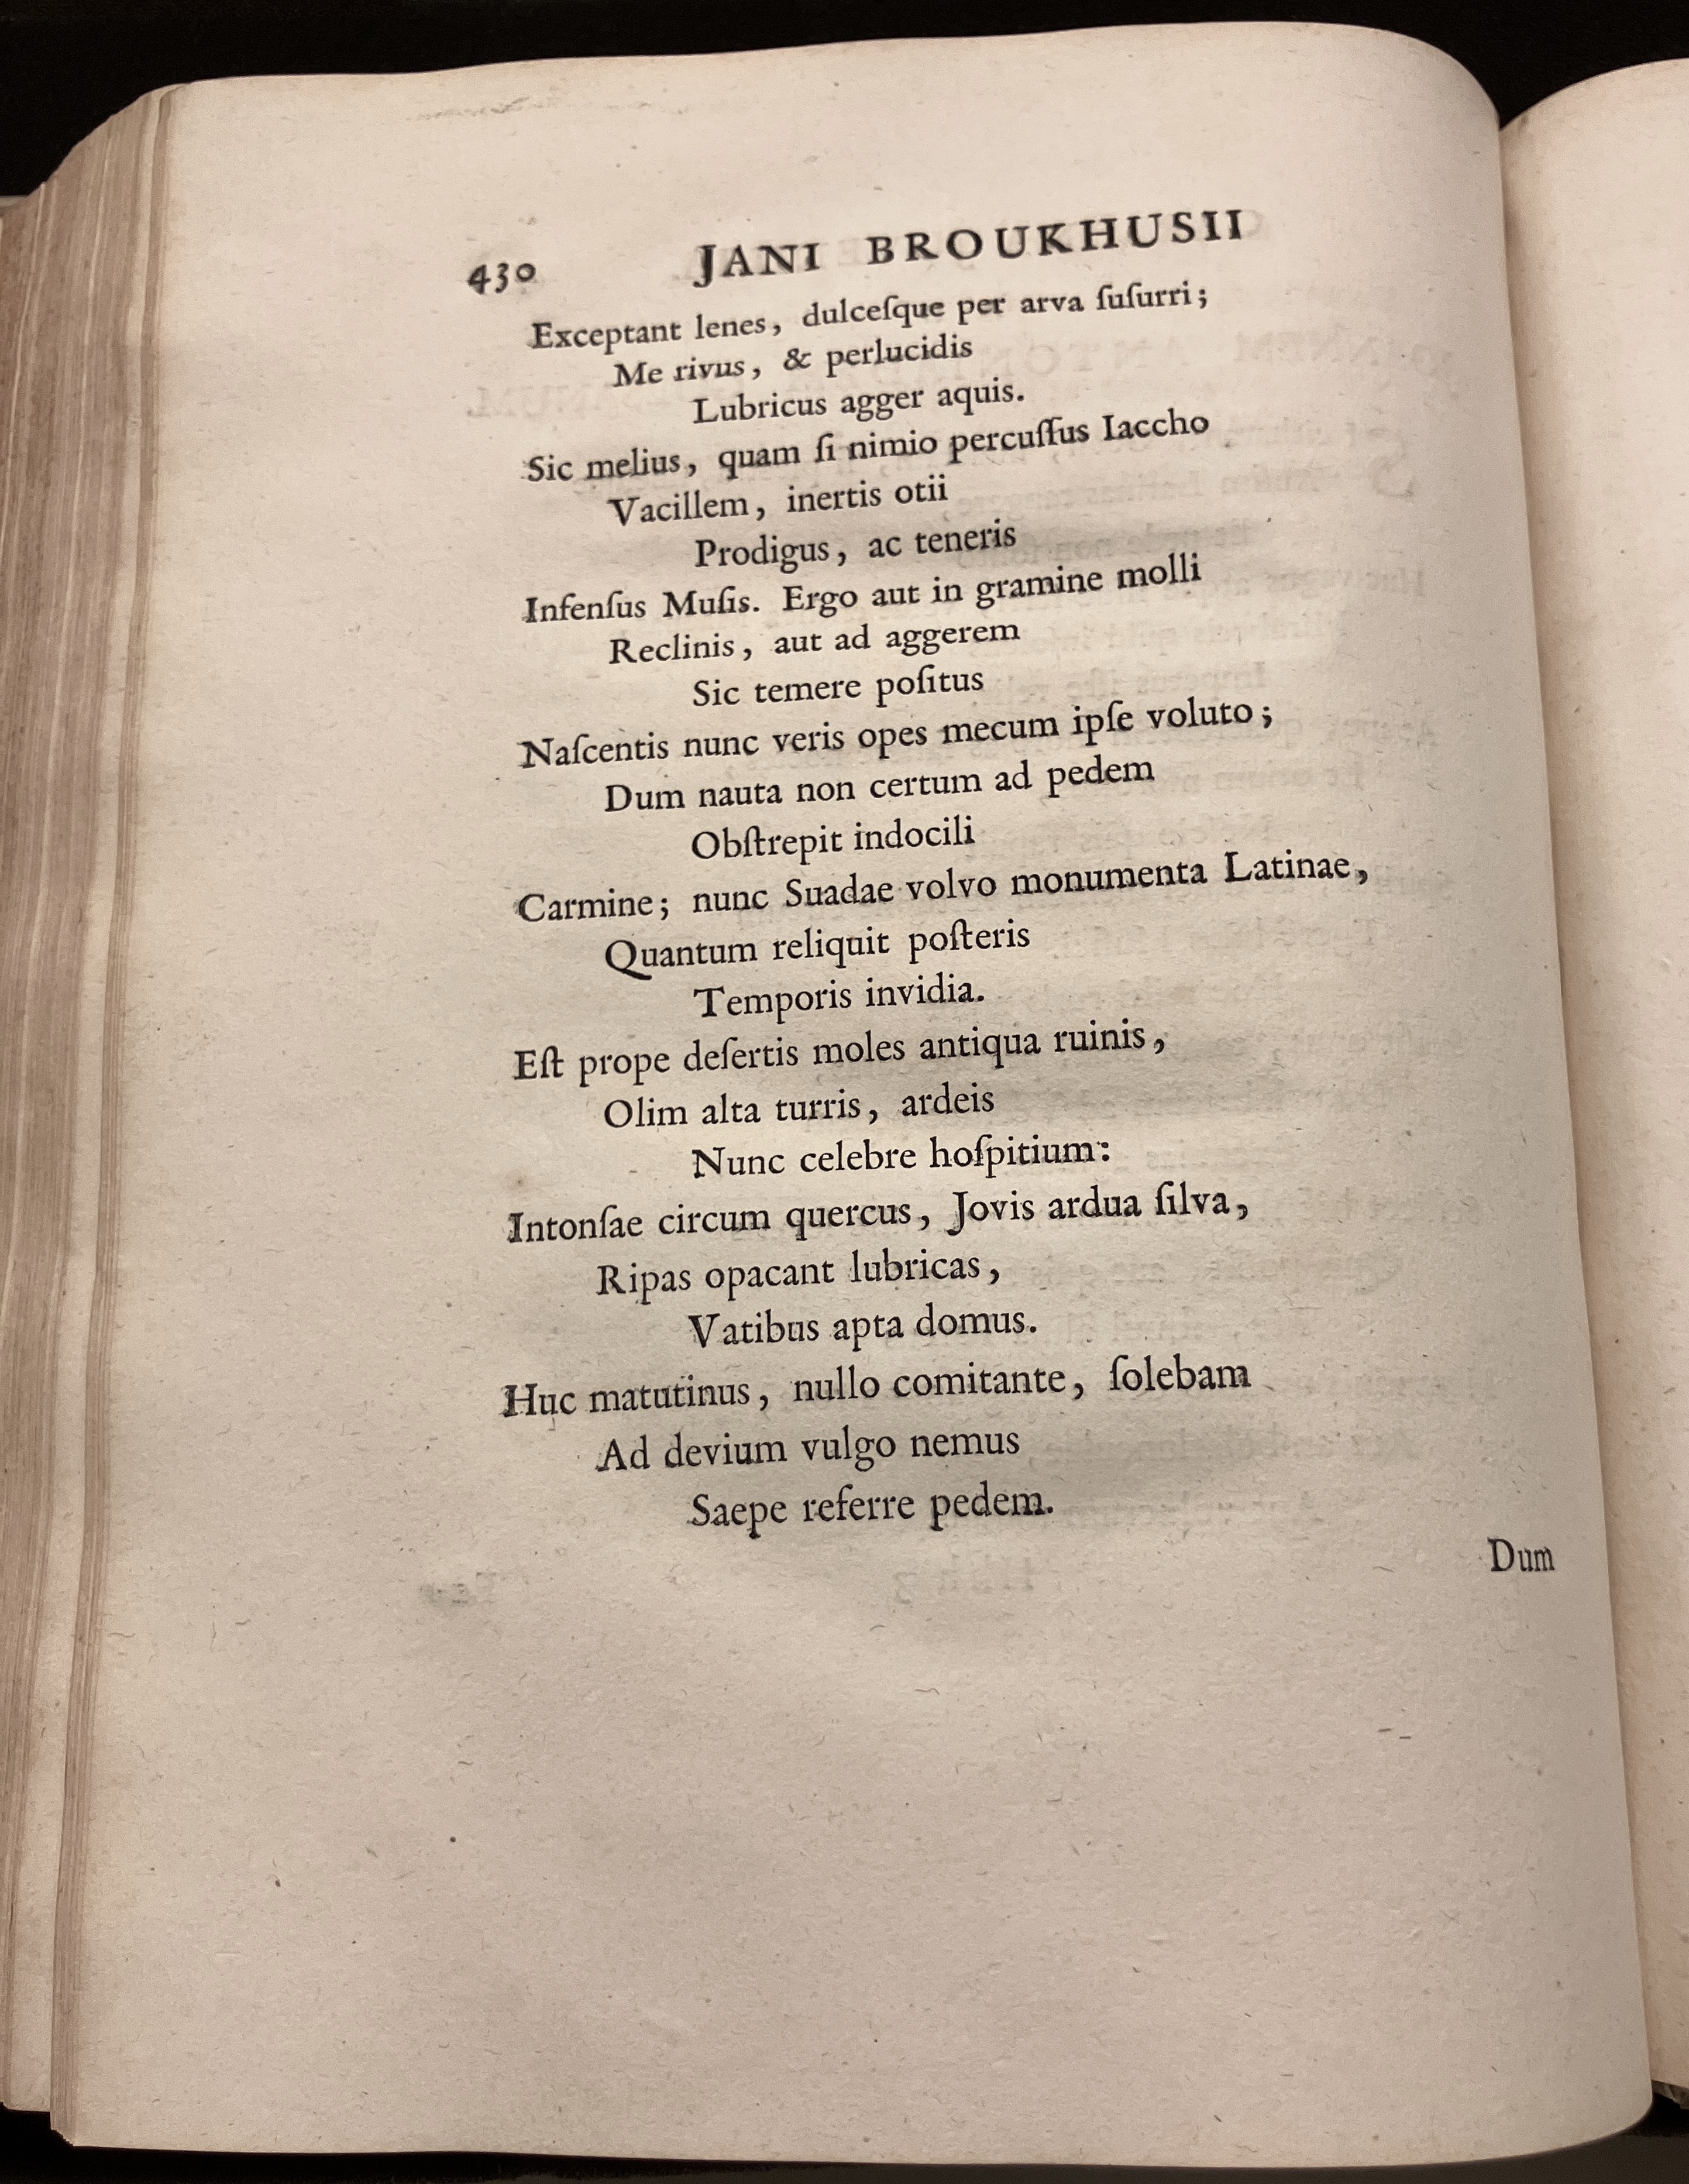 430 JANI BROUKHUSII
Exceptant lenes, dulceſque per arva ſuſurri;
Me rivus, & perlucidis
Lubricus agger aquis.
Sic melius, quam ſi nimio percuſſus Iaccho
Vacillem, inertis otii
Prodigus, ac teneris
Infenſus Muſis. Ergo aut in gramine molli
Reclinis, aut ad aggerem
Sic temere poſitus
Naſcentis nunc veris opes mecum ipſe voluto;
Dum nauta non certum ad pedem
Obſtrepit indocili
Carmine; nunc Suadae volvo monumenta Latinae,
Quantum reliquit poſteris
Temporis invidia.
Eſt prope deſertis moles antiqua ruinis,
Olim alta turris, ardeis
Nunc celebre hoſpitium:
Intonſae circum quercus, Jovis ardua ſilva,
Ripas opacant lubricas,
Vatibus apta domus.
Huc matutinus, nullo comitante, ſolebam
Ad devium vulgo nemus
Saepe referre pedem.
Dum